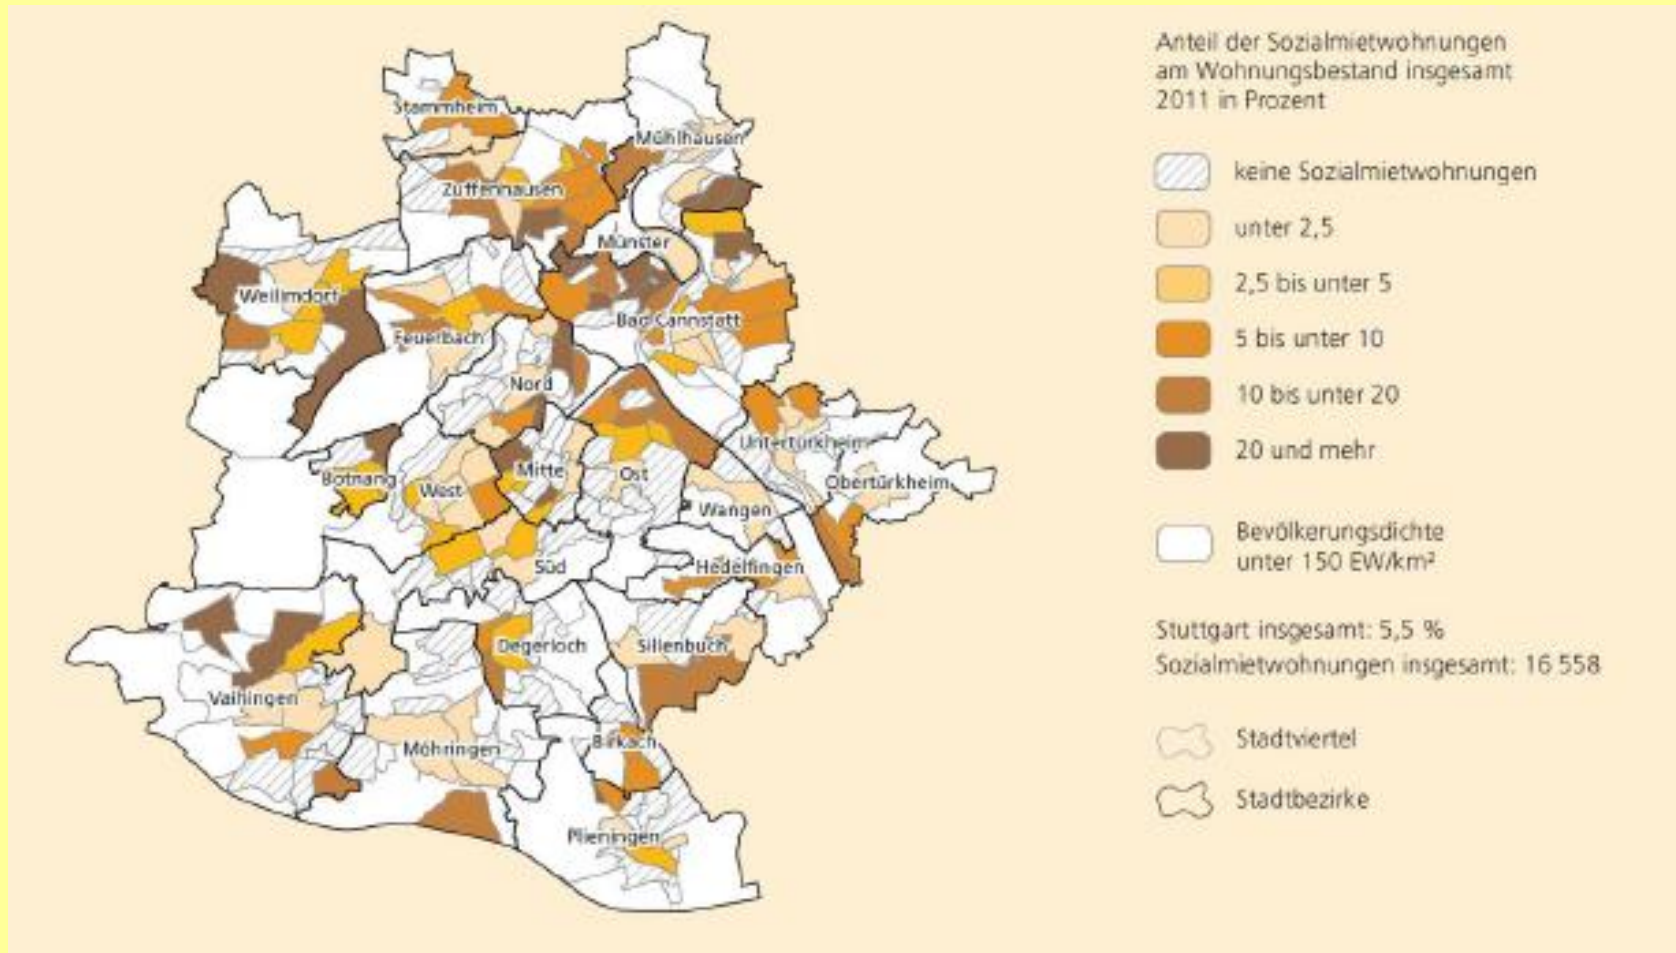 Stammheim
Mühlhausen
Zuffenhausen
Münster
Weilimdorf
Bad Cannstatt
Feuerbach
Nord
Untertürkheim
Botnang
West
Mitte
Ost
Obertürkheim
Wangen
Süd
Hedelfingen
Degerloch
Sillenbuch
Vaihingen
Möhringen
Birkach
Plieningen
Anteil der Sozialmietwohnungen
am Wohnungsbestand insgesamt
2011 in Prozent
keine Sozialmietwohnungen
unter 2,5
2,5 bis unter 5
5 bis unter 10
10 bis unter 20
20 und mehr
Bevölkerungsdichte
unter 150 EW/km²
Stuttgart insgesamt: 5,5 %
Sozialmietwohnungen insgesamt: 16 558
Stadtviertel
Stadtbezirke